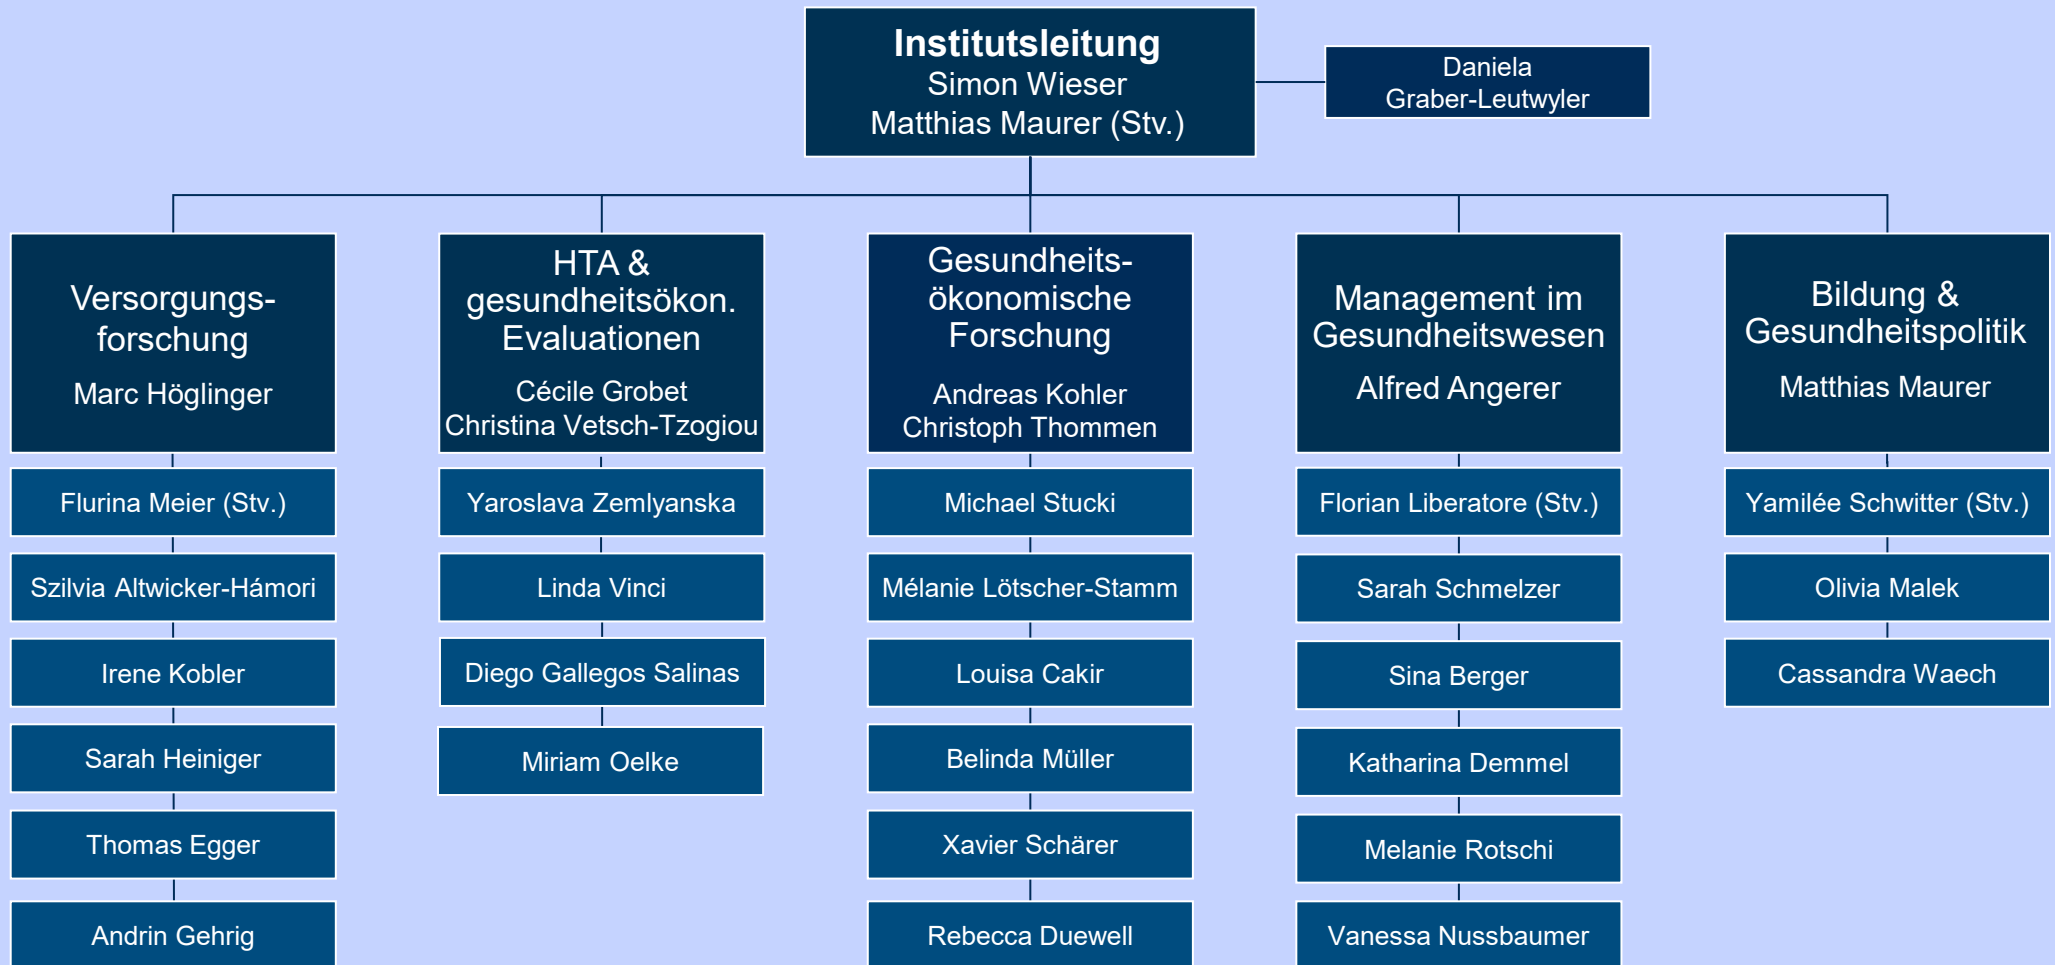 Institutsleitung
Simon Wieser
Matthias Maurer (Stv.)
Daniela
Graber-Leutwyler
Versorgungs-
forschung
Marc Höglinger
Flurina Meier (Stv.)
Szilvia Altwicker-Hámori
Irene Kobler
Sarah Heiniger
Thomas Egger
Andrin Gehrig
HTA &
gesundheitsökon.
Evaluationen
Cécile Grobet
Christina Vetsch-Tzogiou
Yaroslava Zemlyanska
Linda Vinci
Diego Gallegos Salinas
Miriam Oelke
Gesundheits-
ökonomische
Forschung
Andreas Kohler
Christoph Thommen
Michael Stucki
Mélanie Lötscher-Stamm
Louisa Cakir
Belinda Müller
Xavier Schärer
Rebecca Duewell
Management im
Gesundheitswesen
Alfred Angerer
Florian Liberatore (Stv.)
Sarah Schmelzer
Sina Berger
Katharina Demmel
Melanie Rotschi
Vanessa Nussbaumer
Bildung &
Gesundheitspolitik
Matthias Maurer
Yamilée Schwitter (Stv.)
Olivia Malek
Cassandra Waech